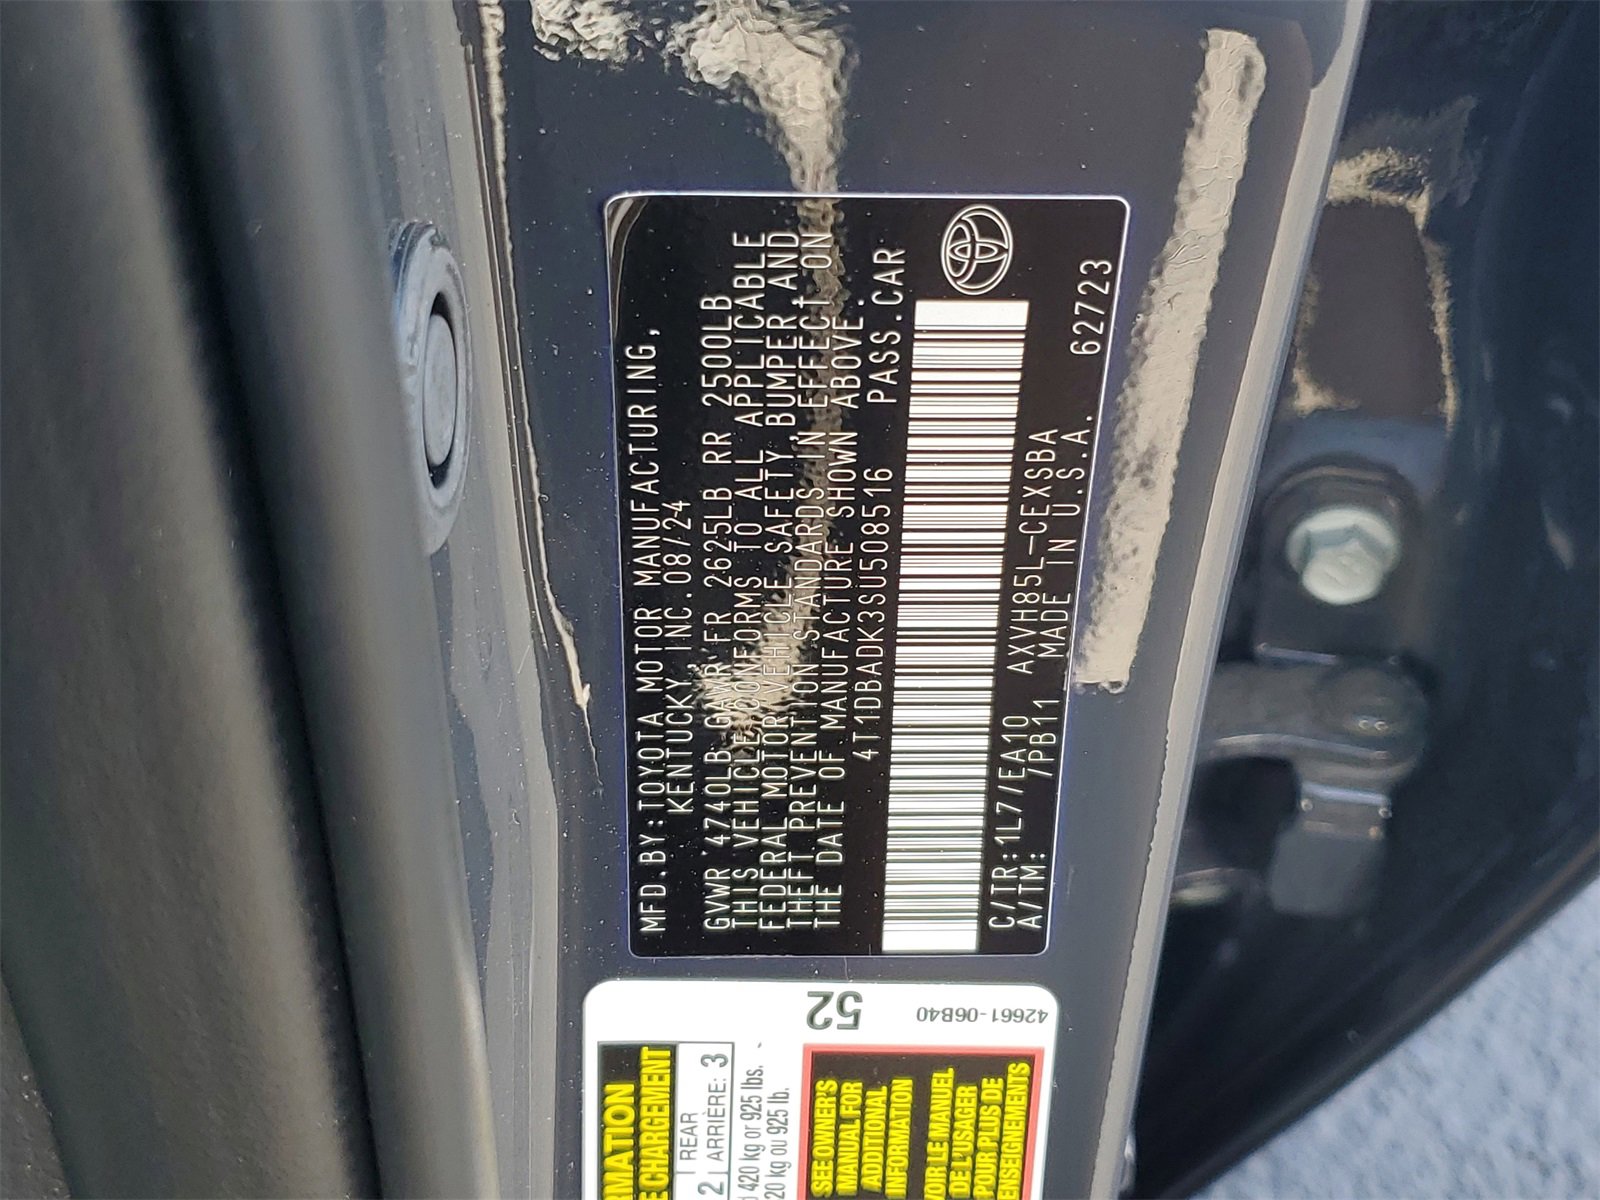 MFD.BY:TOYOTA MOTOR MANUFACTURING,
KENTUCKY, INC.08/24
GVWR 4740LB GAWR FR 2625LB RR 2500LB
THIS VEHICLE CONFORMS TO ALL APPLICABLE
FEDERAL MOTOR VEHICLE SAFETY, BUMPER AND
THEFT PREVENTION STANDARDS IN EFFECT ON
THE DATE OF MANUFACTURE SHOWN ABOVE.
4T1DBADK3SU508516 PASS.CAR
C/TR:1L7/EA10 AXVH85L-CEXSBA
A/TM: /PB11 MADE IN U.S.A. 62723
52
42661-06B40
REAR
2 ARRIÈRE: 3
420 kg or 925 lbs.
kg ou 925 lb.
SEE OWNER'S
MANUAL FOR
ADDITIONAL
INFORMATION
VOIR LE MANUEL
DE L'USAGER
POUR PLUS DE